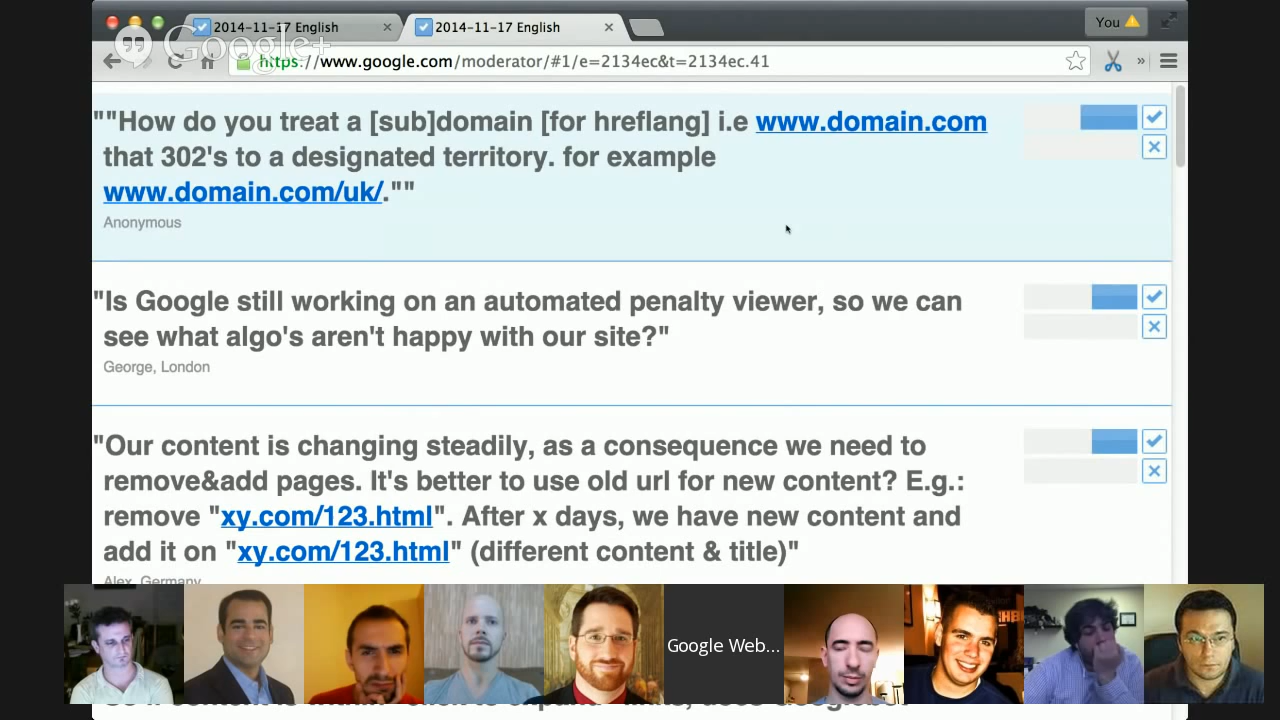 2014-11-17 English
2014-11-17 English
You
Google+
https://www.google.com/moderator/#1/e=2134ec&t=2134ec.41
""How do you treat a [sub]domain [for hreflang] i.e www.domain.com
that 302's to a designated territory. for example
www.domain.com/uk/.""
Anonymous
"Is Google still working on an automated penalty viewer, so we can
see what algo's aren't happy with our site?"
George, London
"Our content is changing steadily, as a consequence we need to
remove&add pages. It's better to use old url for new content? E.g.:
remove "xy.com/123.html". After x days, we have new content and
add it on "xy.com/123.html" (different content & title)"
Alex, Germany
Google Web...